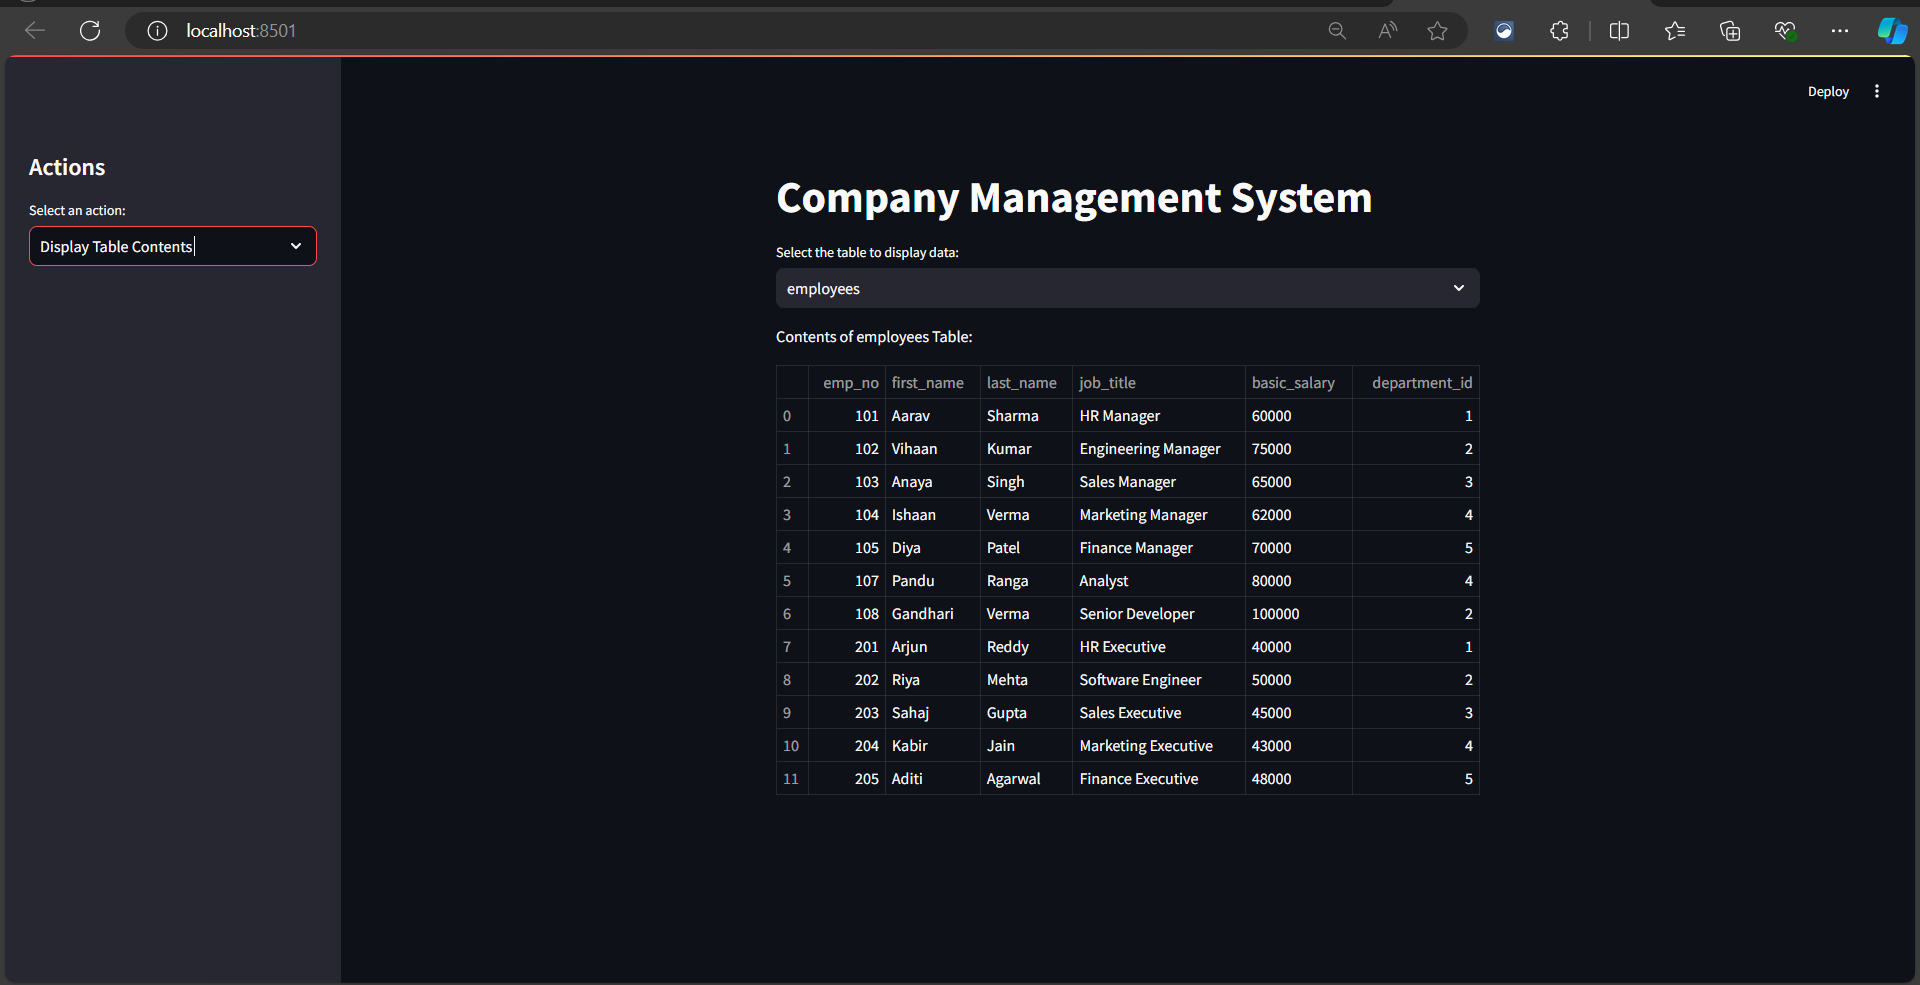 localhost:8501
Deploy
Actions
Select an action:
Display Table Contents
Company Management System
Select the table to display data:
employees
Contents of employees Table:
emp_no first_name last_name job_title basic_salary department_id
0 101 Aarav Sharma HR Manager 60000 1
1 102 Vihaan Kumar Engineering Manager 75000 2
2 103 Anaya Singh Sales Manager 65000 3
3 104 Ishaan Verma Marketing Manager 62000 4
4 105 Diya Patel Finance Manager 70000 5
5 107 Pandu Ranga Analyst 80000 4
6 108 Gandhari Verma Senior Developer 100000 2
7 201 Arjun Reddy HR Executive 40000 1
8 202 Riya Mehta Software Engineer 50000 2
9 203 Sahaj Gupta Sales Executive 45000 3
10 204 Kabir Jain Marketing Executive 43000 4
11 205 Aditi Agarwal Finance Executive 48000 5